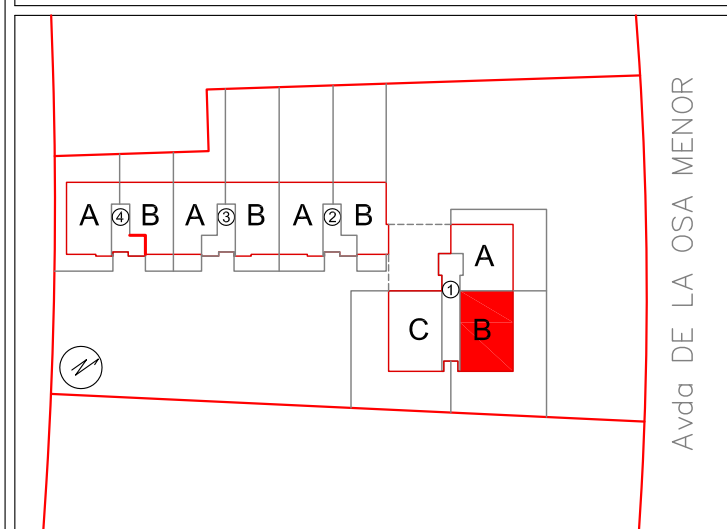 A 4 B A 3 B A 2 B
A
1
C B
Avda DE LA OSA MENOR